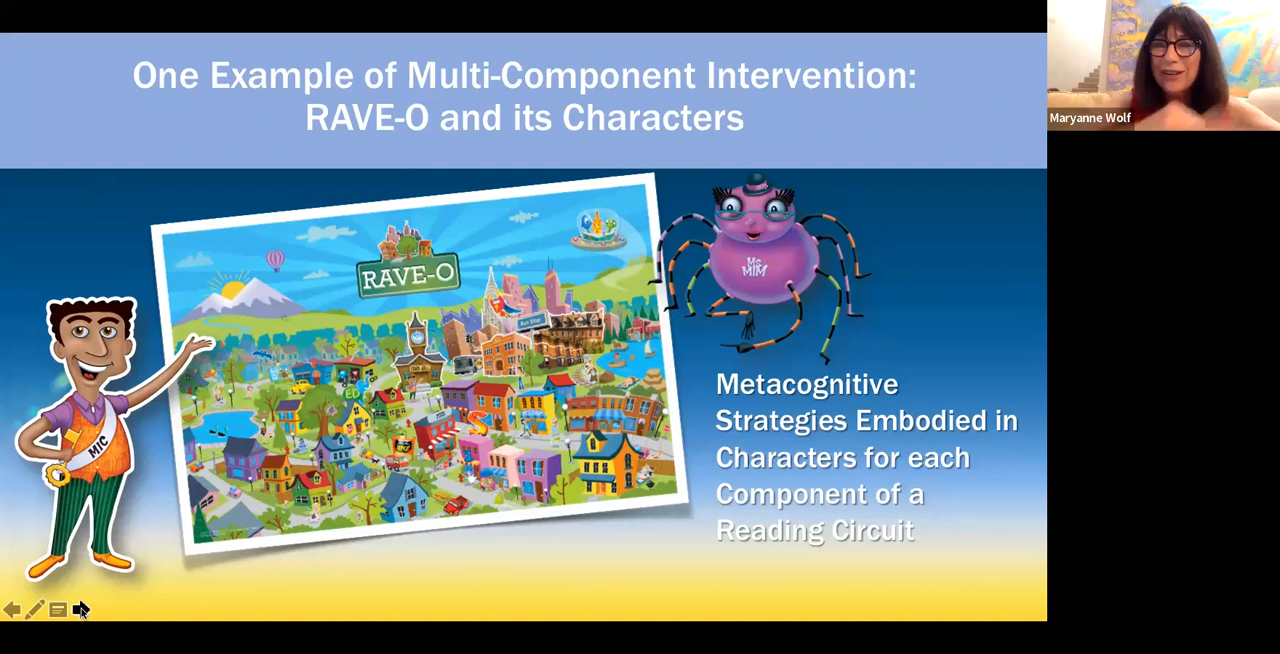 One Example of Multi-Component Intervention:
RAVE-O and its Characters
Maryanne Wolf
RAVE-O
Ms
MIM
MIC
ED
Metacognitive
Strategies Embodied in
Characters for each
Component of a
Reading Circuit